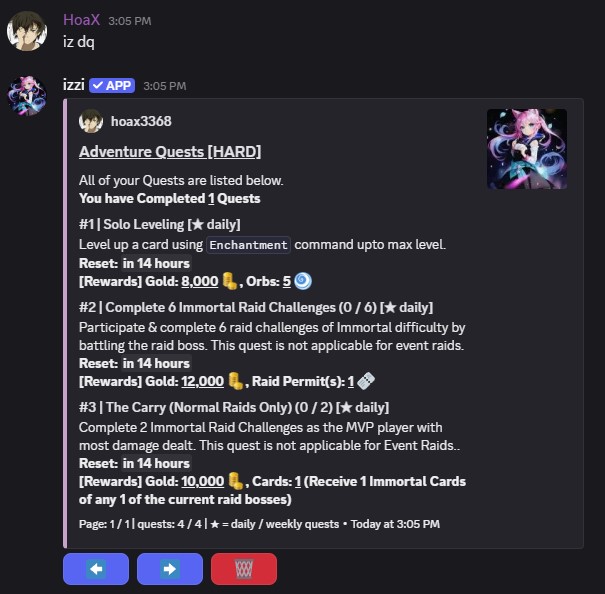 HoaX 3:05 PM
iz dq
izzi ✓ APP 3:05 PM
hoax3368
Adventure Quests [HARD]
All of your Quests are listed below.
You have Completed 1 Quests
#1 | Solo Leveling [★ daily]
Level up a card using Enchantment command upto max level.
Reset: in 14 hours
[Rewards] Gold: 8,000 , Orbs: 5
#2 | Complete 6 Immortal Raid Challenges (0 / 6) [★ daily]
Participate & complete 6 raid challenges of Immortal difficulty by
battling the raid boss. This quest is not applicable for event raids.
Reset: in 14 hours
[Rewards] Gold: 12,000 , Raid Permit(s): 1
#3 | The Carry (Normal Raids Only) (0 / 2) [★ daily]
Complete 2 Immortal Raid Challenges as the MVP player with
most damage dealt. This quest is not applicable for Event Raids..
Reset: in 14 hours
[Rewards] Gold: 10,000 , Cards: 1 (Receive 1 Immortal Cards
of any 1 of the current raid bosses)
Page: 1 / 1 | quests: 4 / 4 | ★ = daily / weekly quests • Today at 3:05 PM